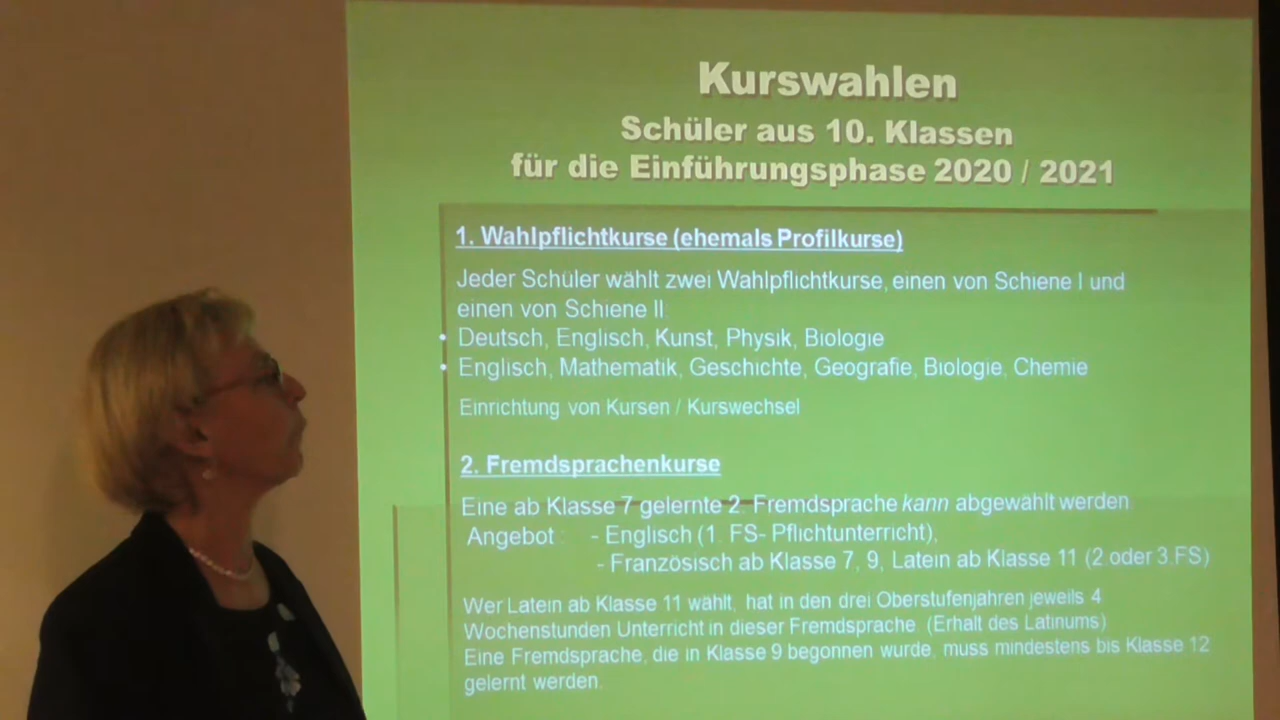 Kurswahlen
Schüler aus 10. Klassen
für die Einführungsphase 2020 / 2021
1. Wahlpflichtkurse (ehemals Profilkurse)
Jeder Schüler wählt zwei Wahlpflichtkurse, einen von Schiene I und
einen von Schiene II:
• Deutsch, Englisch, Kunst, Physik, Biologie
• Englisch, Mathematik, Geschichte, Geografie, Biologie, Chemie
Einrichtung von Kursen / Kurswechsel
2. Fremdsprachenkurse
Eine ab Klasse 7 gelernte 2. Fremdsprache kann abgewählt werden.
Angebot : - Englisch (1. FS- Pflichtunterricht),
- Französisch ab Klasse 7, 9, Latein ab Klasse 11 (2.oder 3.FS)
Wer Latein ab Klasse 11 wählt, hat in den drei Oberstufenjahren jeweils 4
Wochenstunden Unterricht in dieser Fremdsprache. (Erhalt des Latinums)
Eine Fremdsprache, die in Klasse 9 begonnen wurde, muss mindestens bis Klasse 12
gelernt werden.